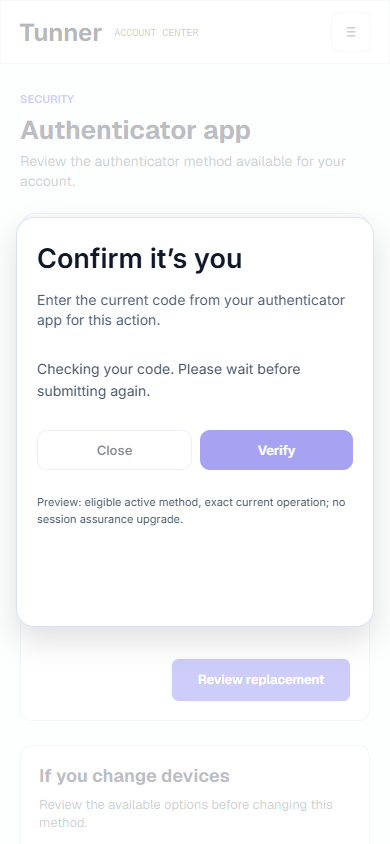 Tunner ACCOUNT CENTER
SECURITY
Authenticator app
Review the authenticator method available for your
account.
Confirm it’s you
Enter the current code from your authenticator
app for this action.
Checking your code. Please wait before
submitting again.
Close Verify
Preview: eligible active method, exact current operation; no
session assurance upgrade.
Review replacement
If you change devices
Review the available options before changing this
method.